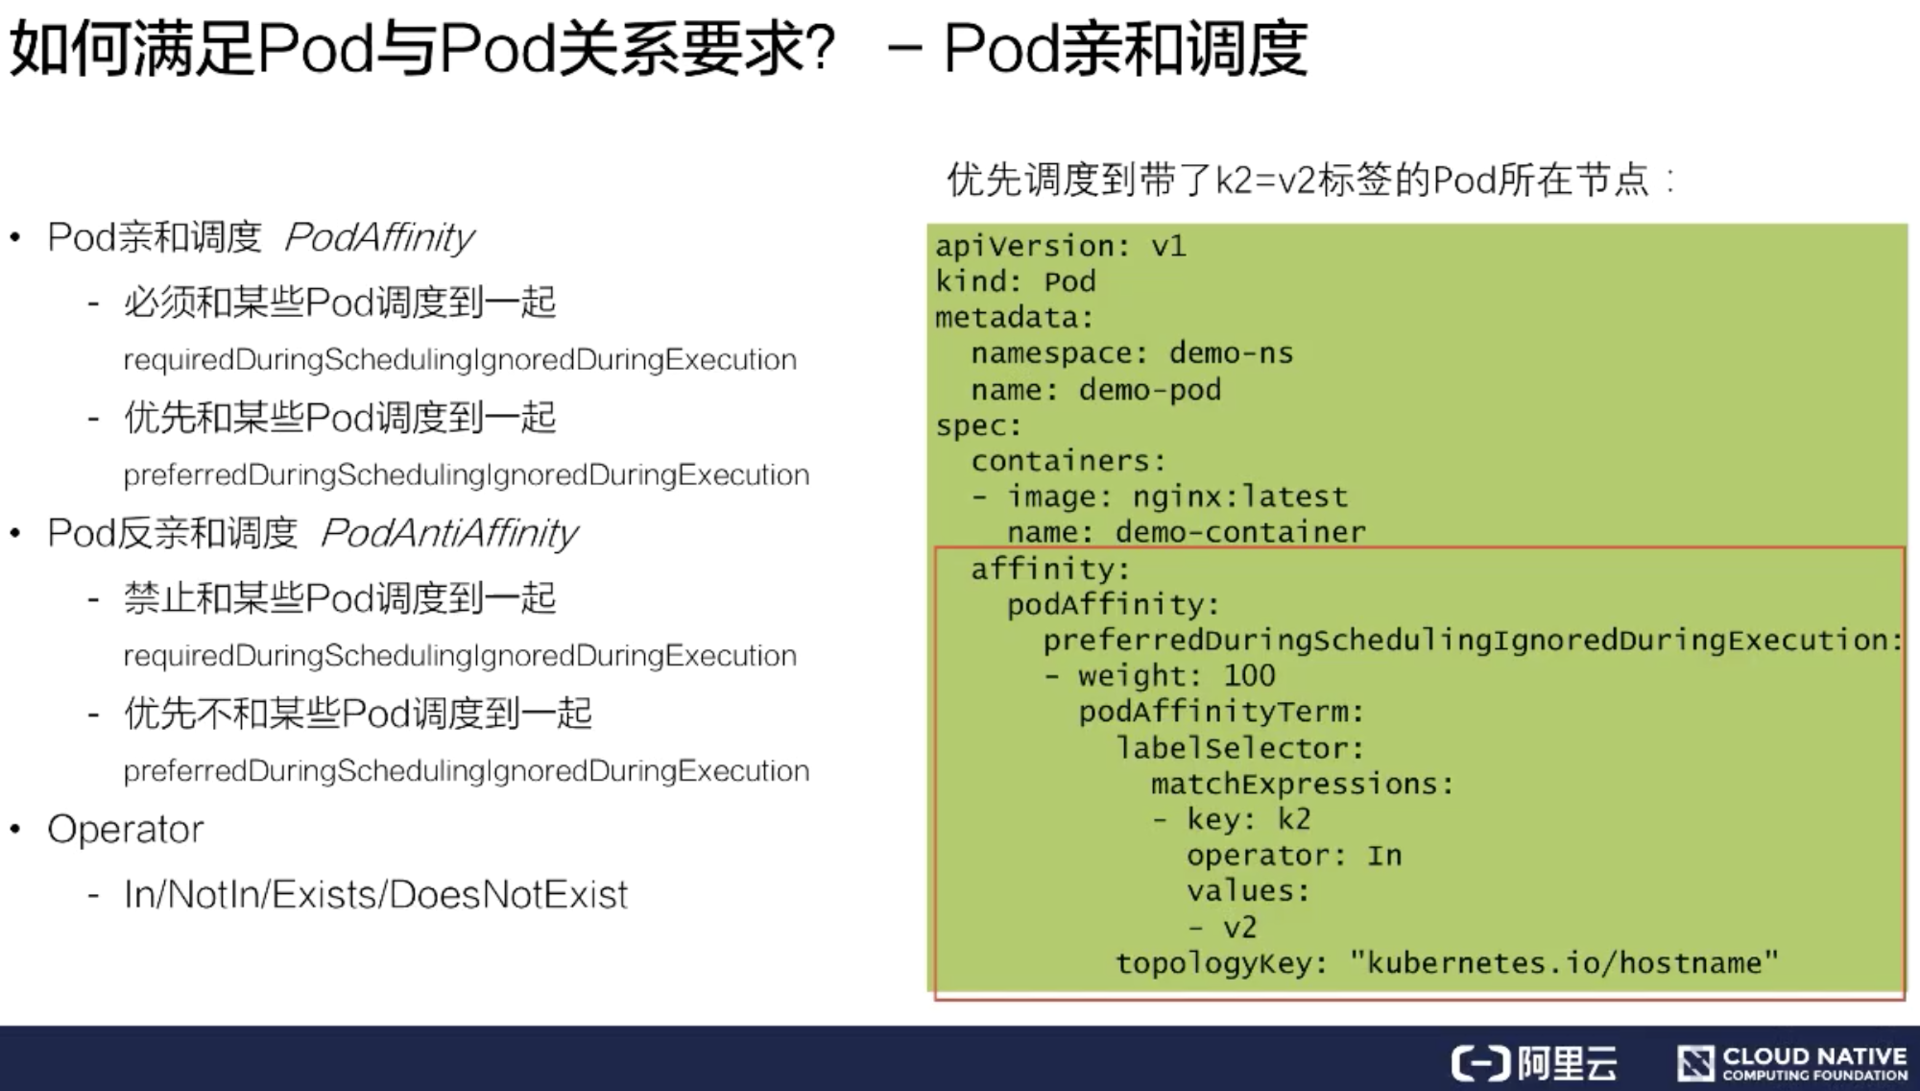 如何满足Pod与Pod关系要求? – Pod亲和调度
• Pod亲和调度 PodAffinity
- 必须和某些Pod调度到一起
requiredDuringSchedulingIgnoredDuringExecution
- 优先和某些Pod调度到一起
preferredDuringSchedulingIgnoredDuringExecution
• Pod反亲和调度 PodAntiAffinity
- 禁止和某些Pod调度到一起
requiredDuringSchedulingIgnoredDuringExecution
- 优先不和某些Pod调度到一起
preferredDuringSchedulingIgnoredDuringExecution
• Operator
- In/NotIn/Exists/DoesNotExist
优先调度到带了k2=v2标签的Pod所在节点：
apiVersion: v1
kind: Pod
metadata:
  namespace: demo-ns
  name: demo-pod
spec:
  containers:
  - image: nginx:latest
    name: demo-container
  affinity:
    podAffinity:
      preferredDuringSchedulingIgnoredDuringExecution:
      - weight: 100
        podAffinityTerm:
          labelSelector:
            matchExpressions:
            - key: k2
              operator: In
              values:
              - v2
          topologyKey: "kubernetes.io/hostname"
阿里云
CLOUD NATIVE
COMPUTING FOUNDATION